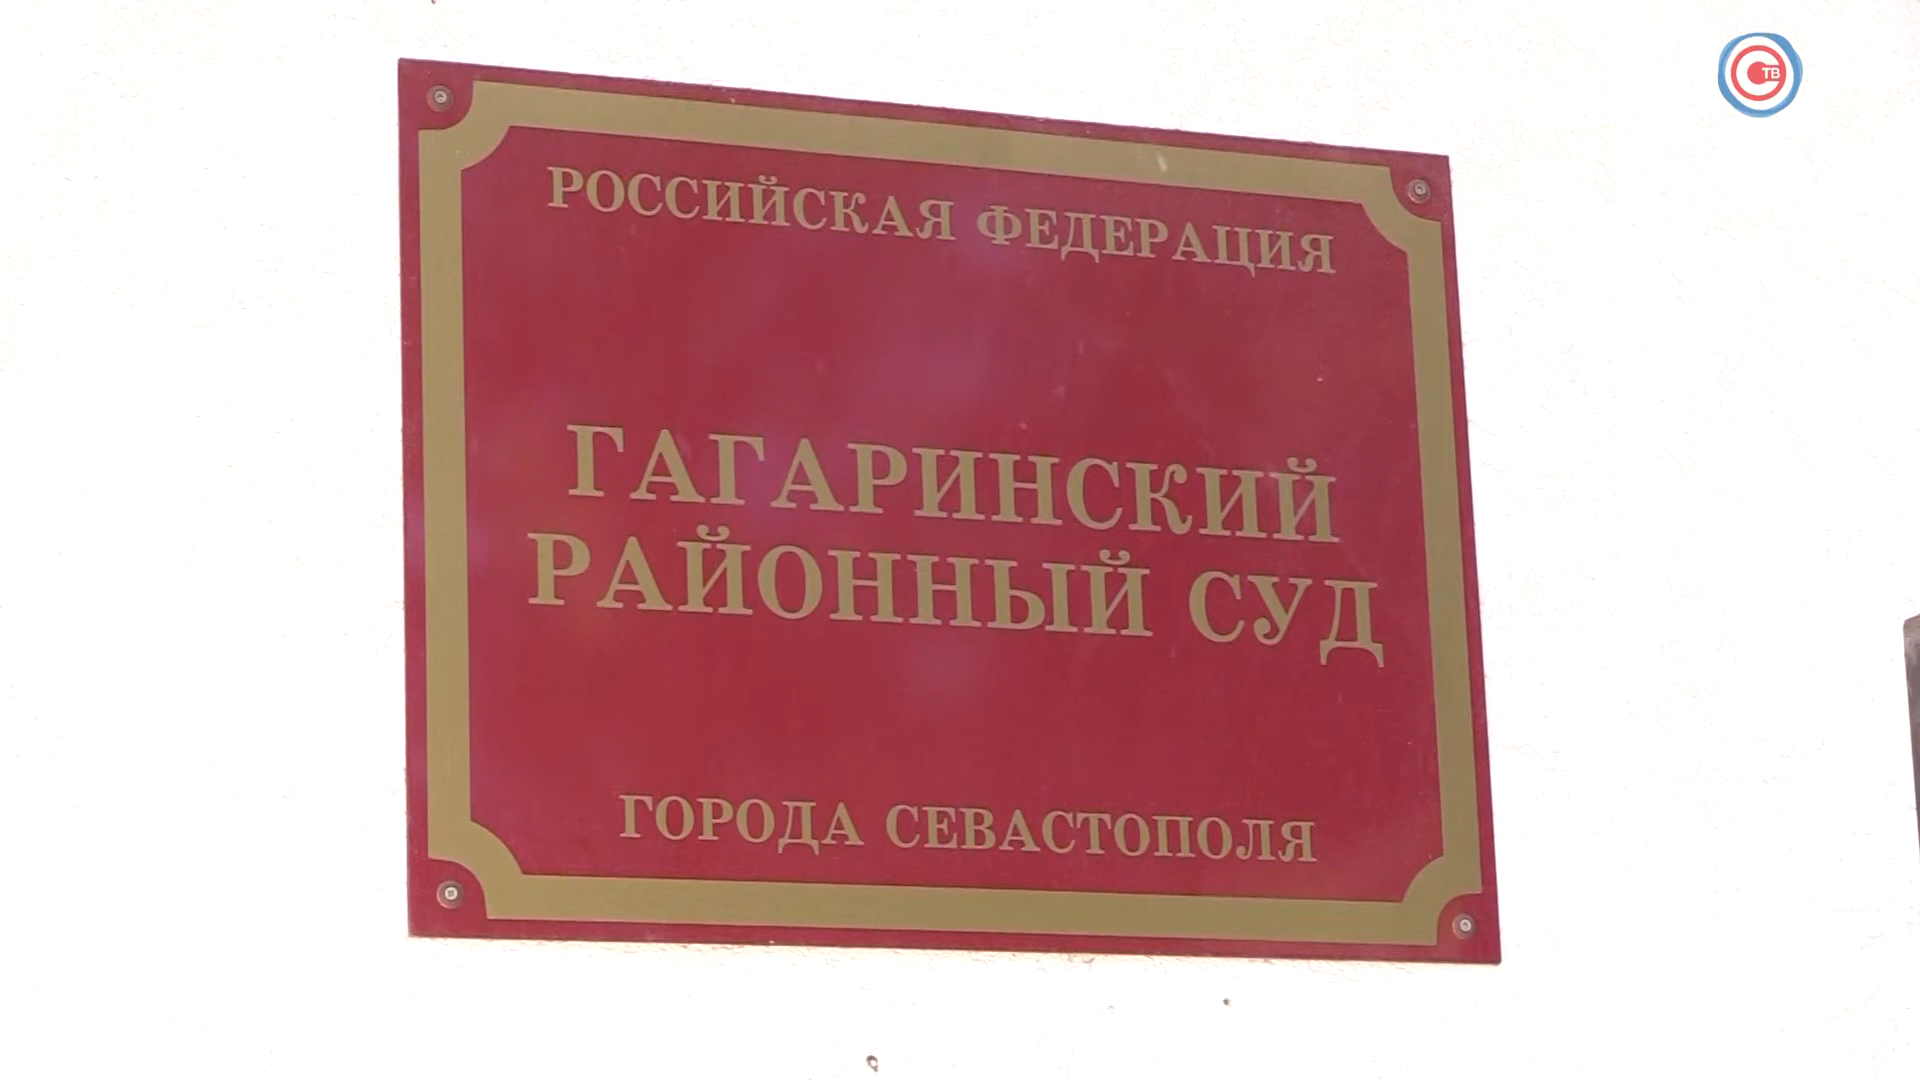 ТВ
РОССИЙСКАЯ ФЕДЕРАЦИЯ
ГАГАРИНСКИЙ
РАЙОННЫЙ СУД
ГОРОДА СЕВАСТОПОЛЯ